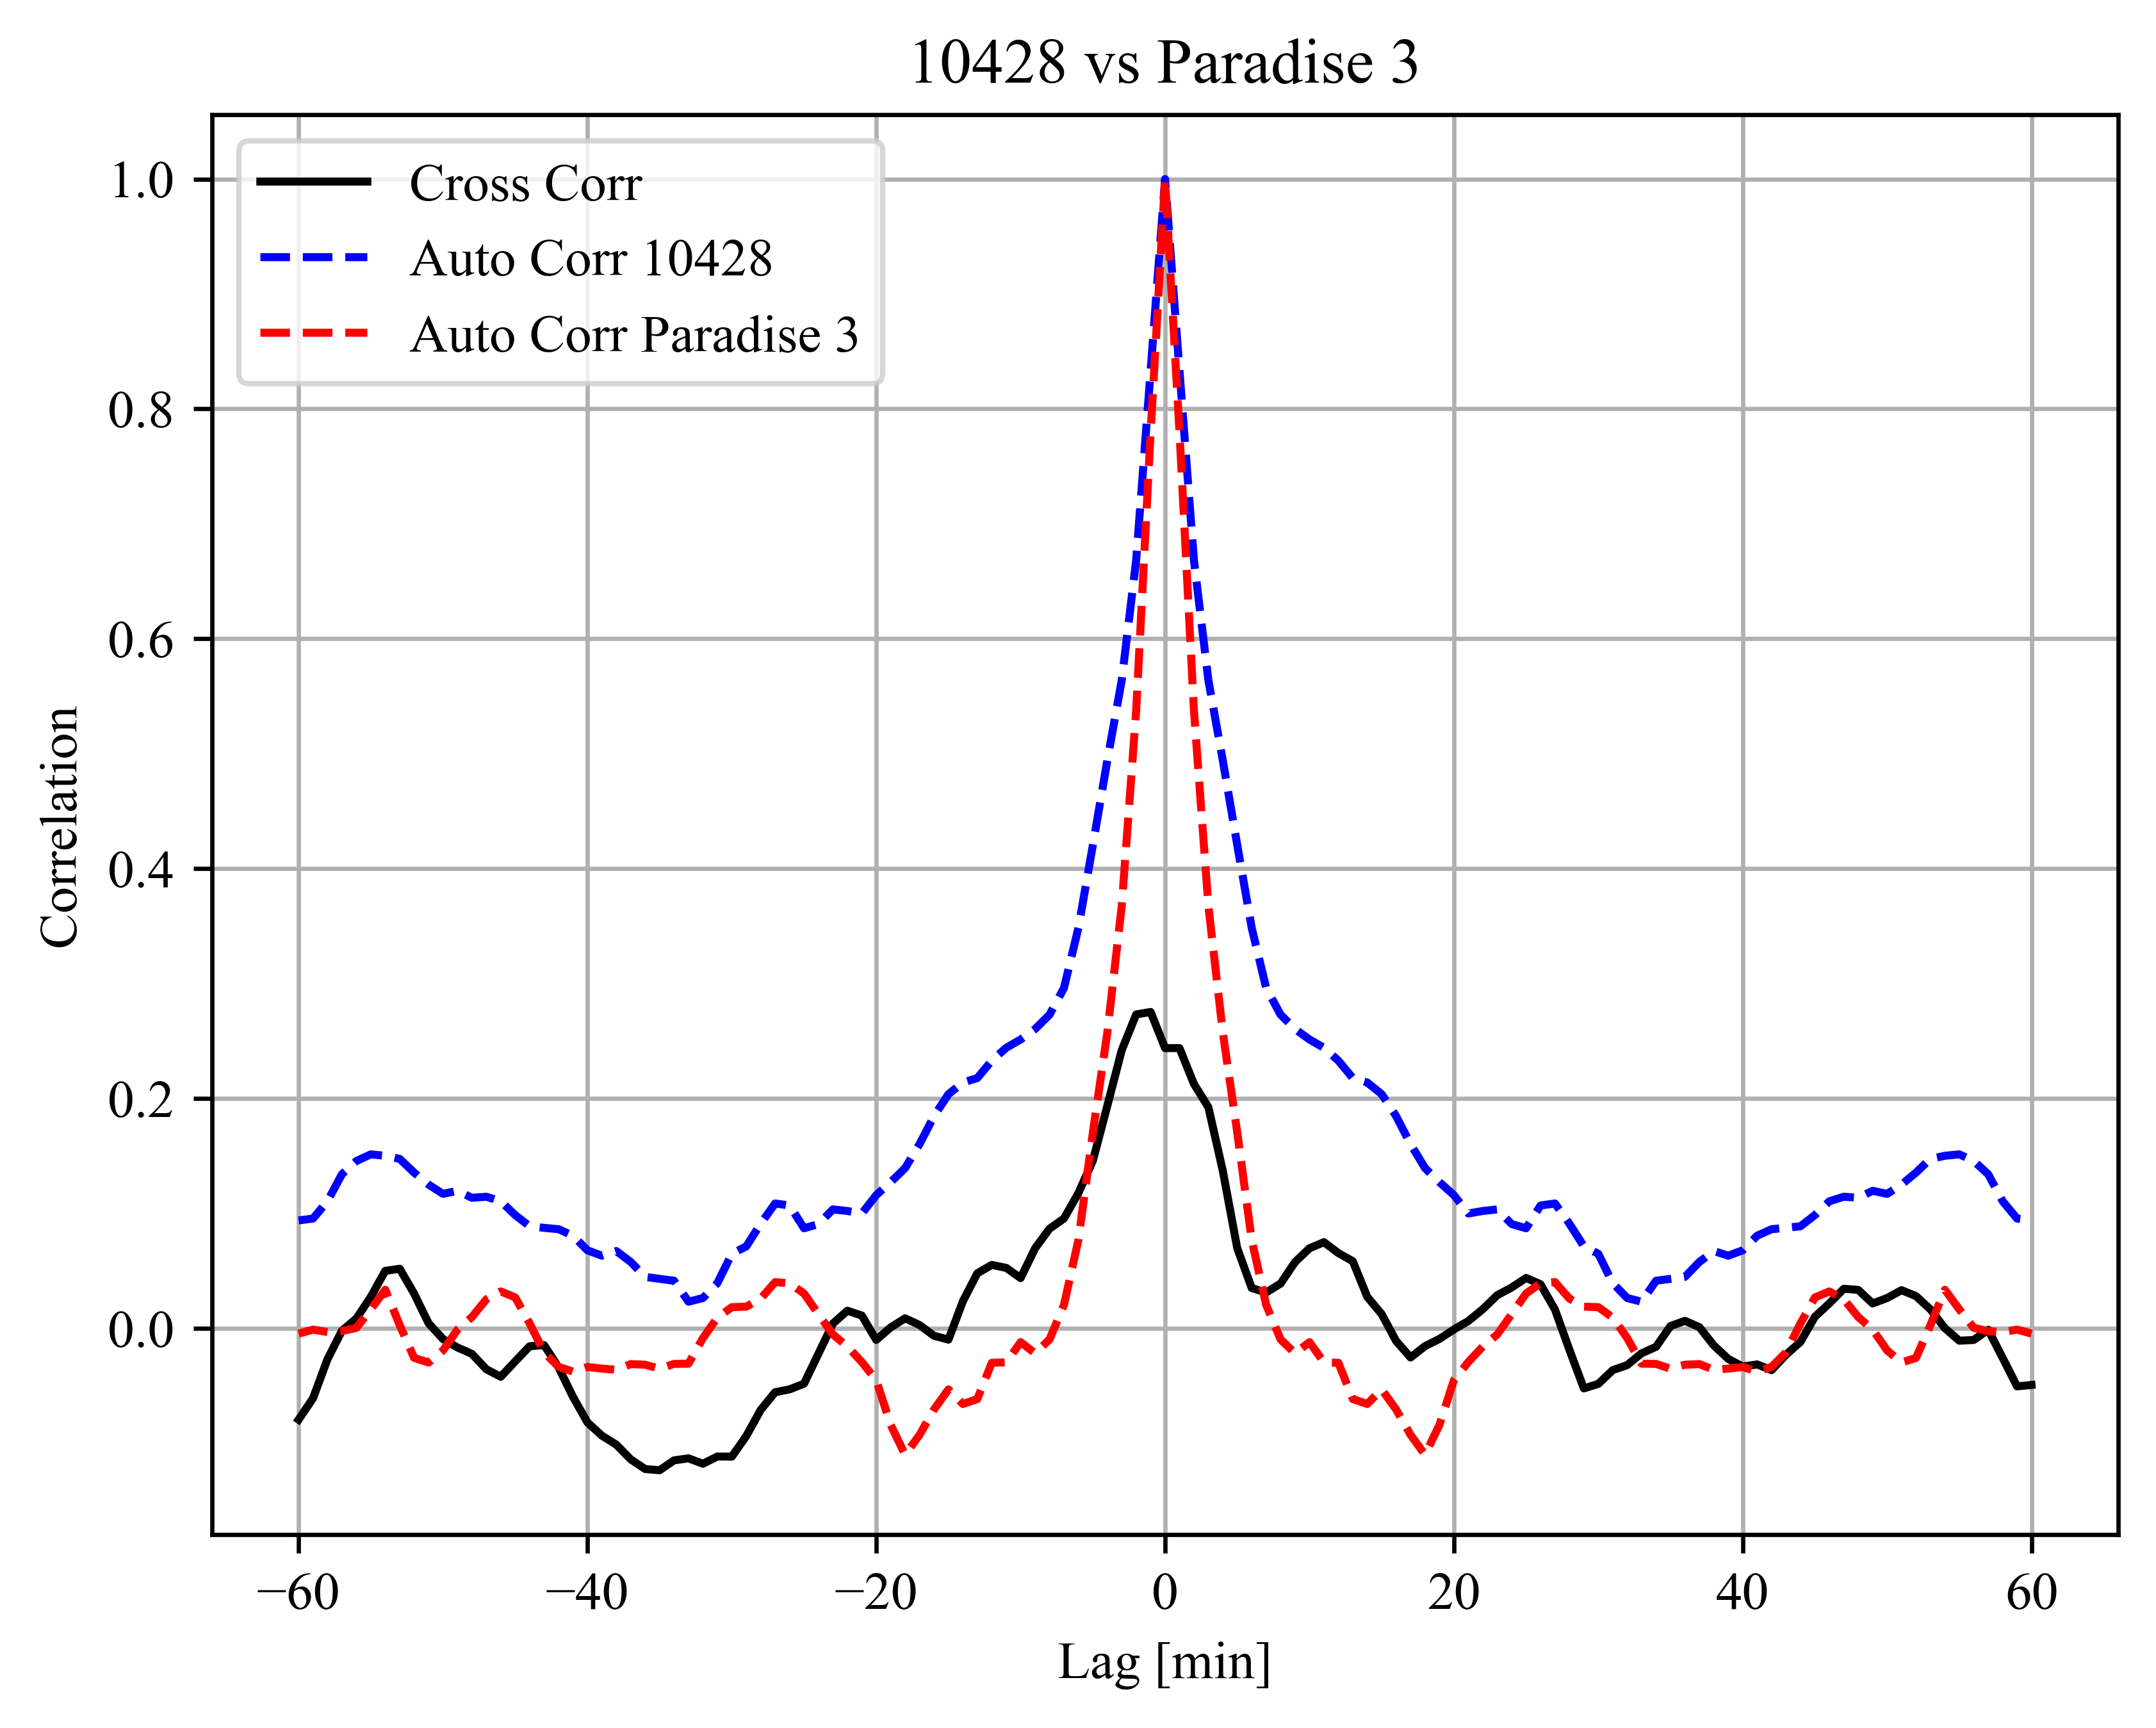 10428 vs Paradise 3
Cross Corr
Auto Corr 10428
Auto Corr Paradise 3
1.0
0.8
0.6
0.4
0.2
0.0
Correlation
−60 −40 −20 0 20 40 60
Lag [min]